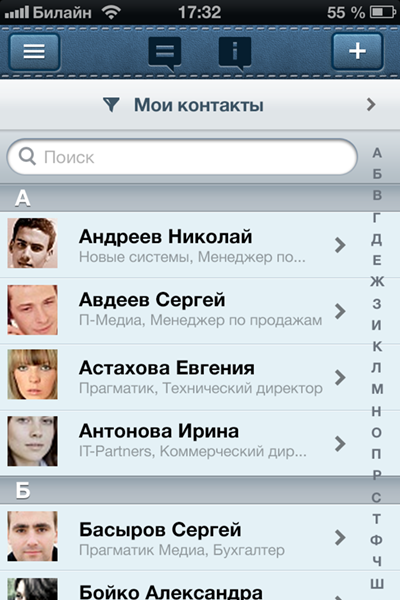 Билайн 17:32 55 %
Мои контакты
Поиск
А
Андреев Николай
Новые системы, Менеджер по...
Авдеев Сергей
П-Медиа, Менеджер по продажам
Астахова Евгения
Прагматик, Технический директор
Антонова Ирина
IT-Partners, Коммерческий дир...
Б
Басыров Сергей
Прагматик Медиа, Бухгалтер
Бойко Александра
А
Б
В
Г
Д
Е
Ж
З
И
К
Л
М
Н
О
П
Р
С
Т
Ф
Ч
Ш